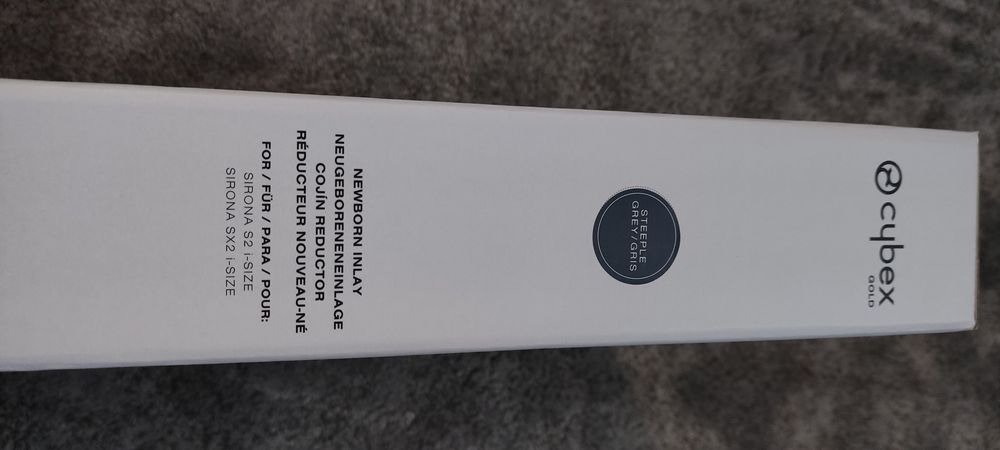 cybex
GOLD
STEEPLE
GREY/GRIS
NEWBORN INLAY
NEUGEBORENENEINLAGE
COJÍN REDUCTOR
RÉDUCTEUR NOUVEAU-NÉ
FOR / FÜR / PARA / POUR:
SIRONA S2 i-SIZE
SIRONA SX2 i-SIZE